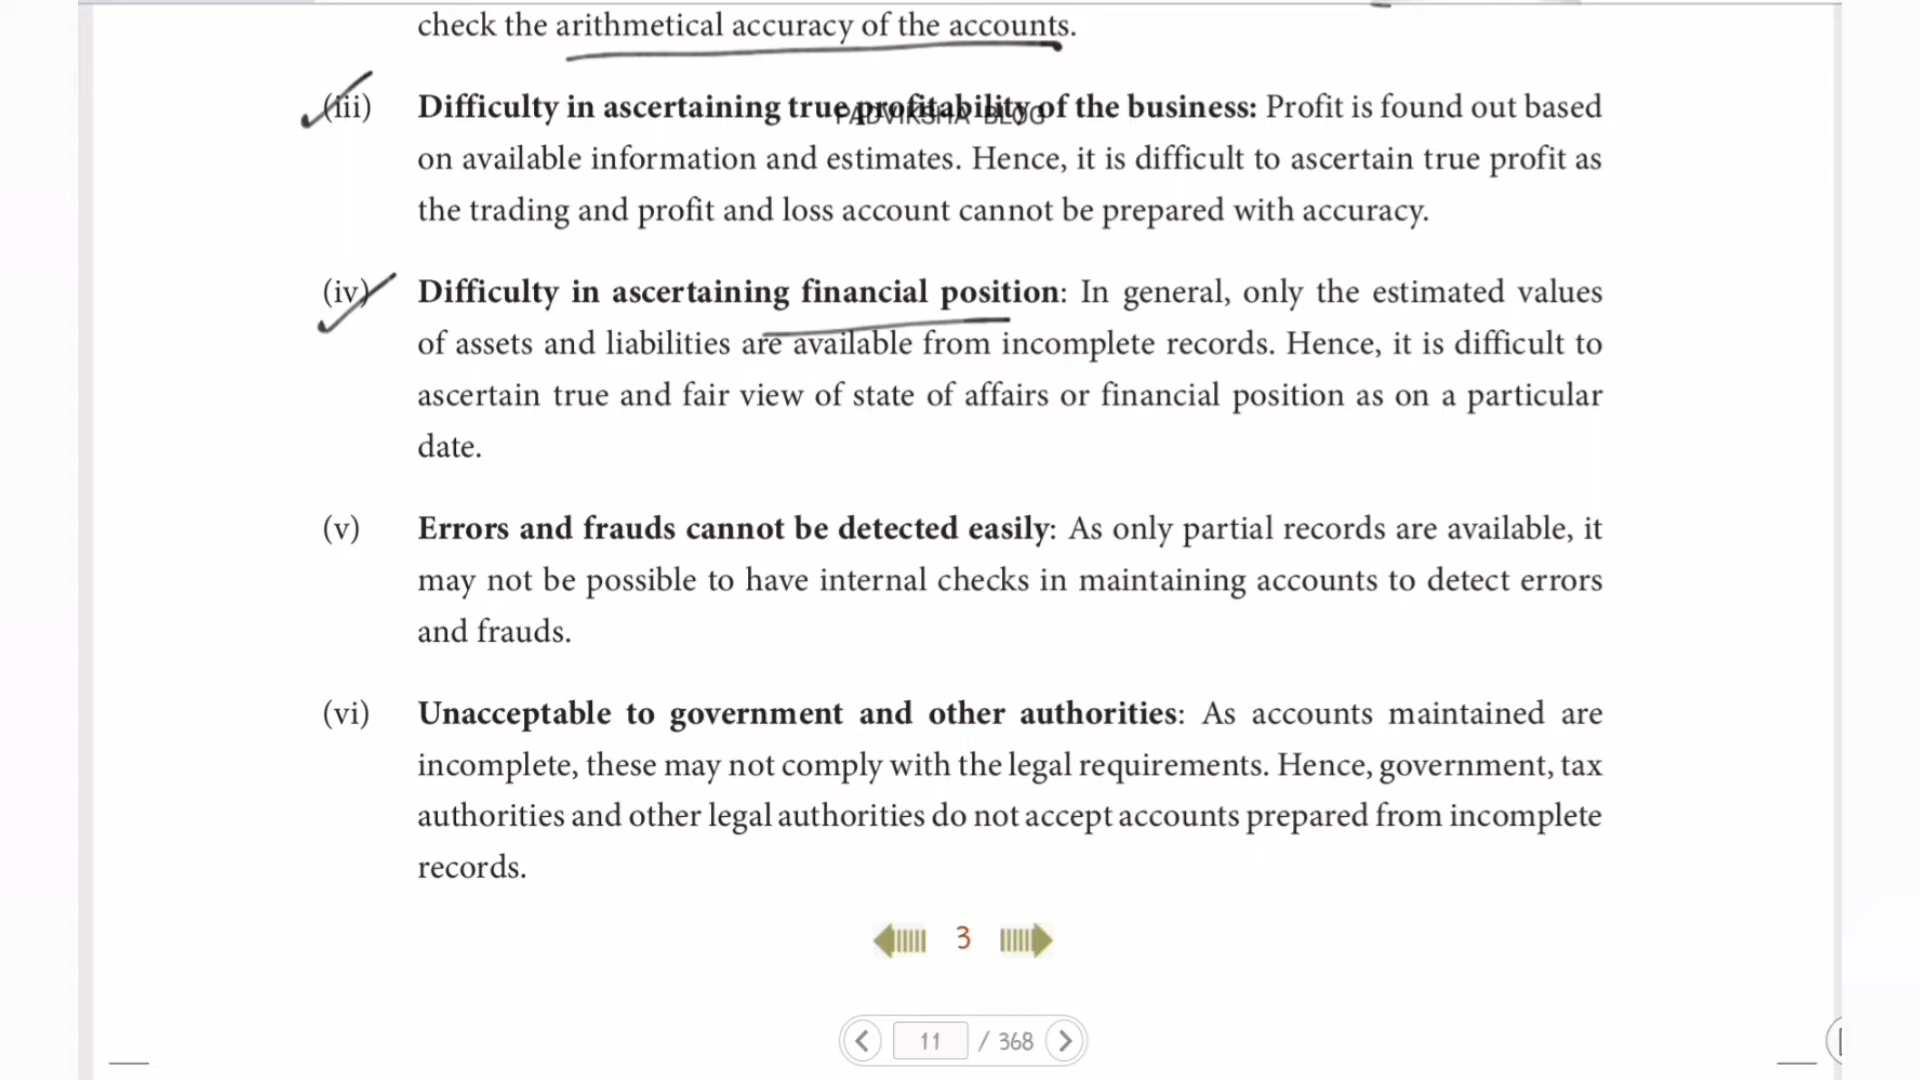 check the arithmetical accuracy of the accounts.
(iii) Difficulty in ascertaining true profitability of the business: Profit is found out based
PADVIKSHA BLOG
on available information and estimates. Hence, it is difficult to ascertain true profit as
the trading and profit and loss account cannot be prepared with accuracy.
(iv) Difficulty in ascertaining financial position: In general, only the estimated values
of assets and liabilities are available from incomplete records. Hence, it is difficult to
ascertain true and fair view of state of affairs or financial position as on a particular
date.
(v) Errors and frauds cannot be detected easily: As only partial records are available, it
may not be possible to have internal checks in maintaining accounts to detect errors
and frauds.
(vi) Unacceptable to government and other authorities: As accounts maintained are
incomplete, these may not comply with the legal requirements. Hence, government, tax
authorities and other legal authorities do not accept accounts prepared from incomplete
records.
3
11 / 368